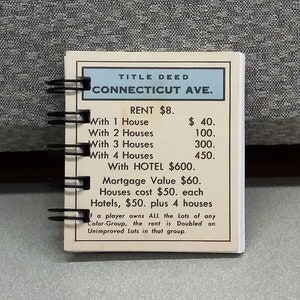 TITLE DEED
CONNECTICUT AVE.
RENT $8.
With 1 House $ 40.
With 2 Houses 100.
With 3 Houses 300.
With 4 Houses 450.
With HOTEL $600.
Mortgage Value $60.
Houses cost $50. each
Hotels, $50. plus 4 houses
If a player owns ALL the Lots of any
Color-Group, the rent is Doubled on
Unimproved Lots in that group.